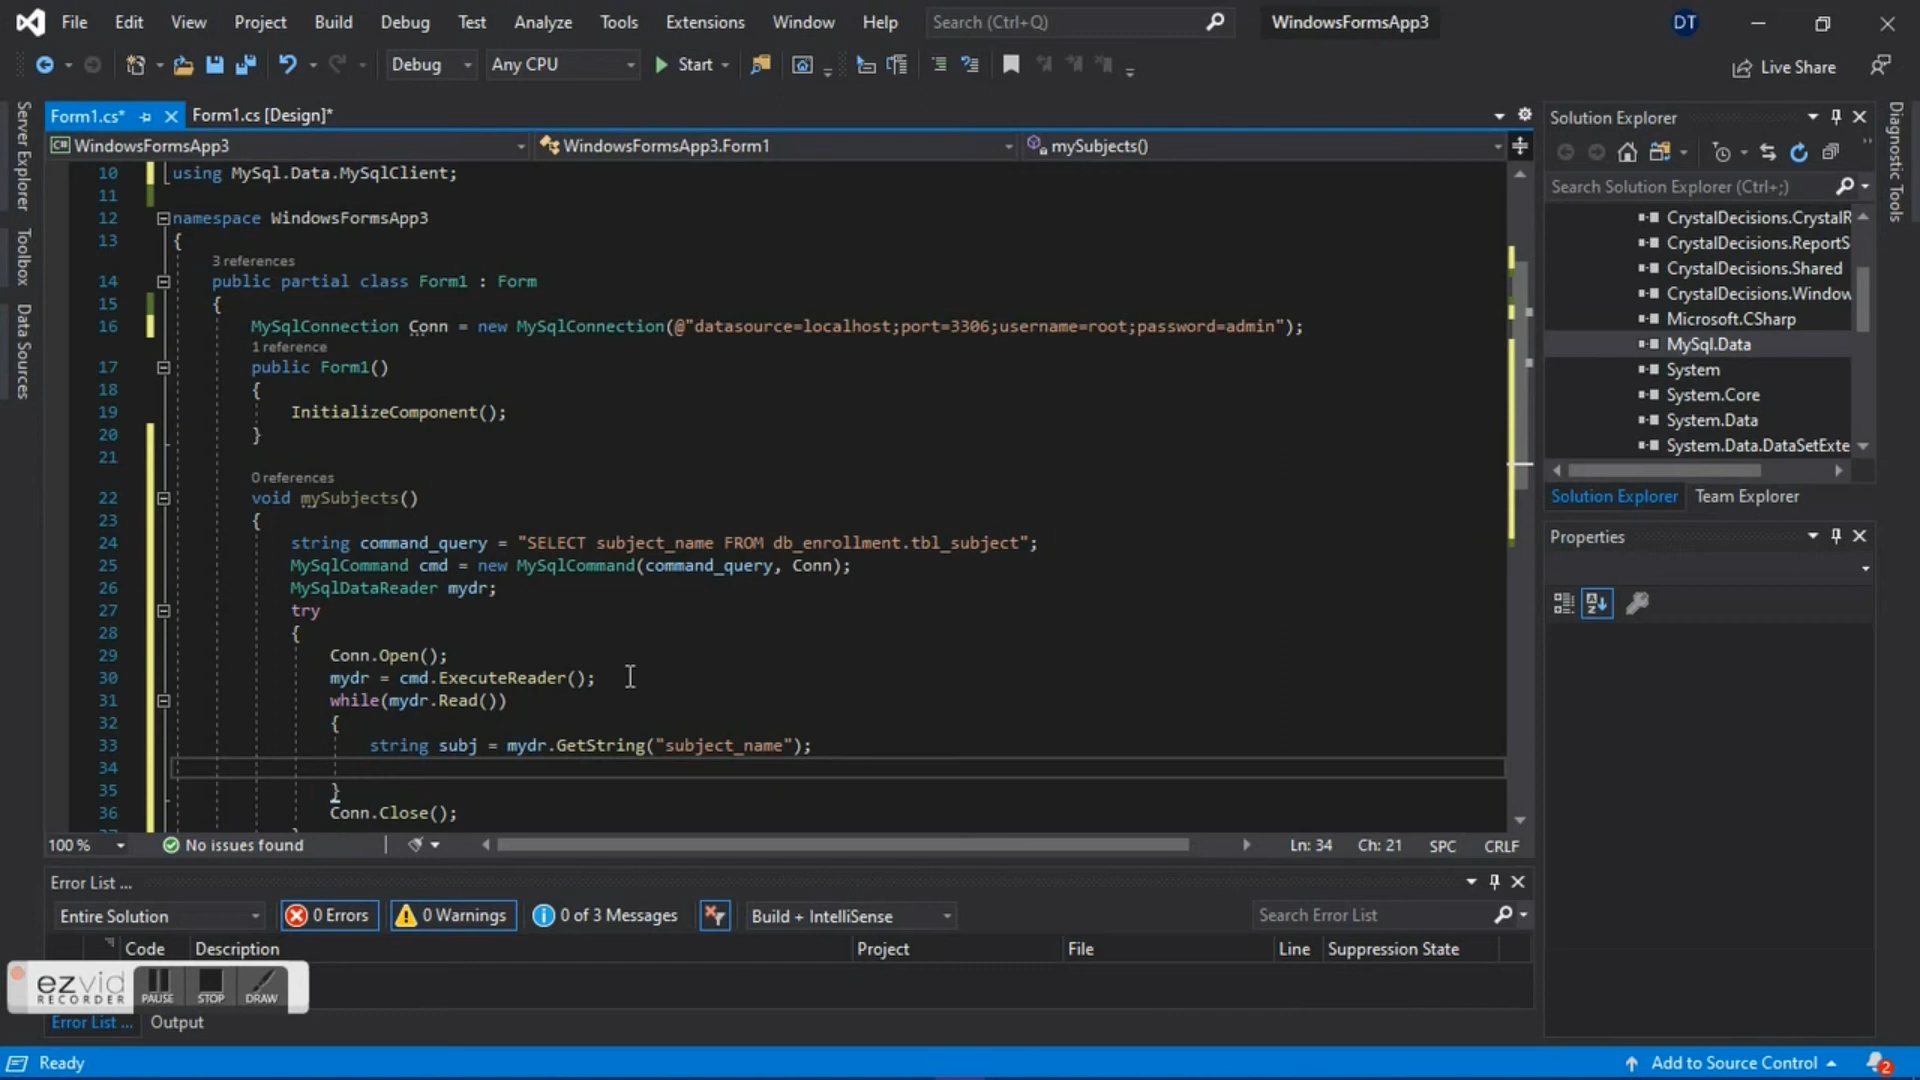 File Edit View Project Build Debug Test Analyze Tools Extensions Window Help Search (Ctrl+Q) WindowsFormsApp3 DT
Debug Any CPU Start Live Share
Form1.cs* Form1.cs [Design]*
WindowsFormsApp3 WindowsFormsApp3.Form1 mySubjects()
10 using MySql.Data.MySqlClient;
11
12 namespace WindowsFormsApp3
13 {
3 references
14 public partial class Form1 : Form
15 {
16 MySqlConnection Conn = new MySqlConnection(@"datasource=localhost;port=3306;username=root;password=admin");
1 reference
17 public Form1()
18 {
19 InitializeComponent();
20 }
21
0 references
22 void mySubjects()
23 {
24 string command_query = "SELECT subject_name FROM db_enrollment.tbl_subject";
25 MySqlCommand cmd = new MySqlCommand(command_query, Conn);
26 MySqlDataReader mydr;
27 try
28 {
29 Conn.Open();
30 mydr = cmd.ExecuteReader();
31 while(mydr.Read())
32 {
33 string subj = mydr.GetString("subject_name");
34
35 }
36 Conn.Close();
100 % No issues found Ln: 34 Ch: 21 SPC CRLF
Error List ...
Entire Solution 0 Errors 0 Warnings 0 of 3 Messages Build + IntelliSense Search Error List
Code Description Project File Line Suppression State
ezvid
RECORDER PAUSE STOP DRAW
Error List ... Output
Ready Add to Source Control 2
Server Explorer
Toolbox
Data Sources
Solution Explorer
Search Solution Explorer (Ctrl+;)
CrystalDecisions.CrystalR
CrystalDecisions.ReportS
CrystalDecisions.Shared
CrystalDecisions.Window
Microsoft.CSharp
MySql.Data
System
System.Core
System.Data
System.Data.DataSetExte
Solution Explorer Team Explorer
Properties
Diagnostic Tools